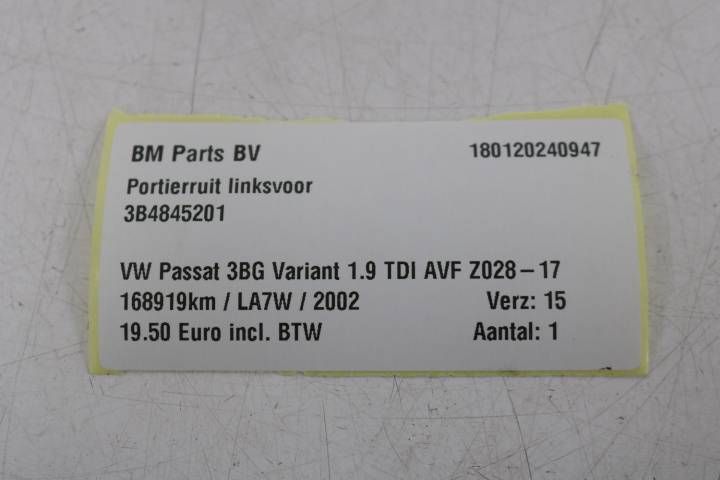 BM Parts BV 180120240947
Portierruit linksvoor
3B4845201
VW Passat 3BG Variant 1.9 TDI AVF Z028-17
168919km / LA7W / 2002 Verz: 15
19.50 Euro incl. BTW Aantal: 1